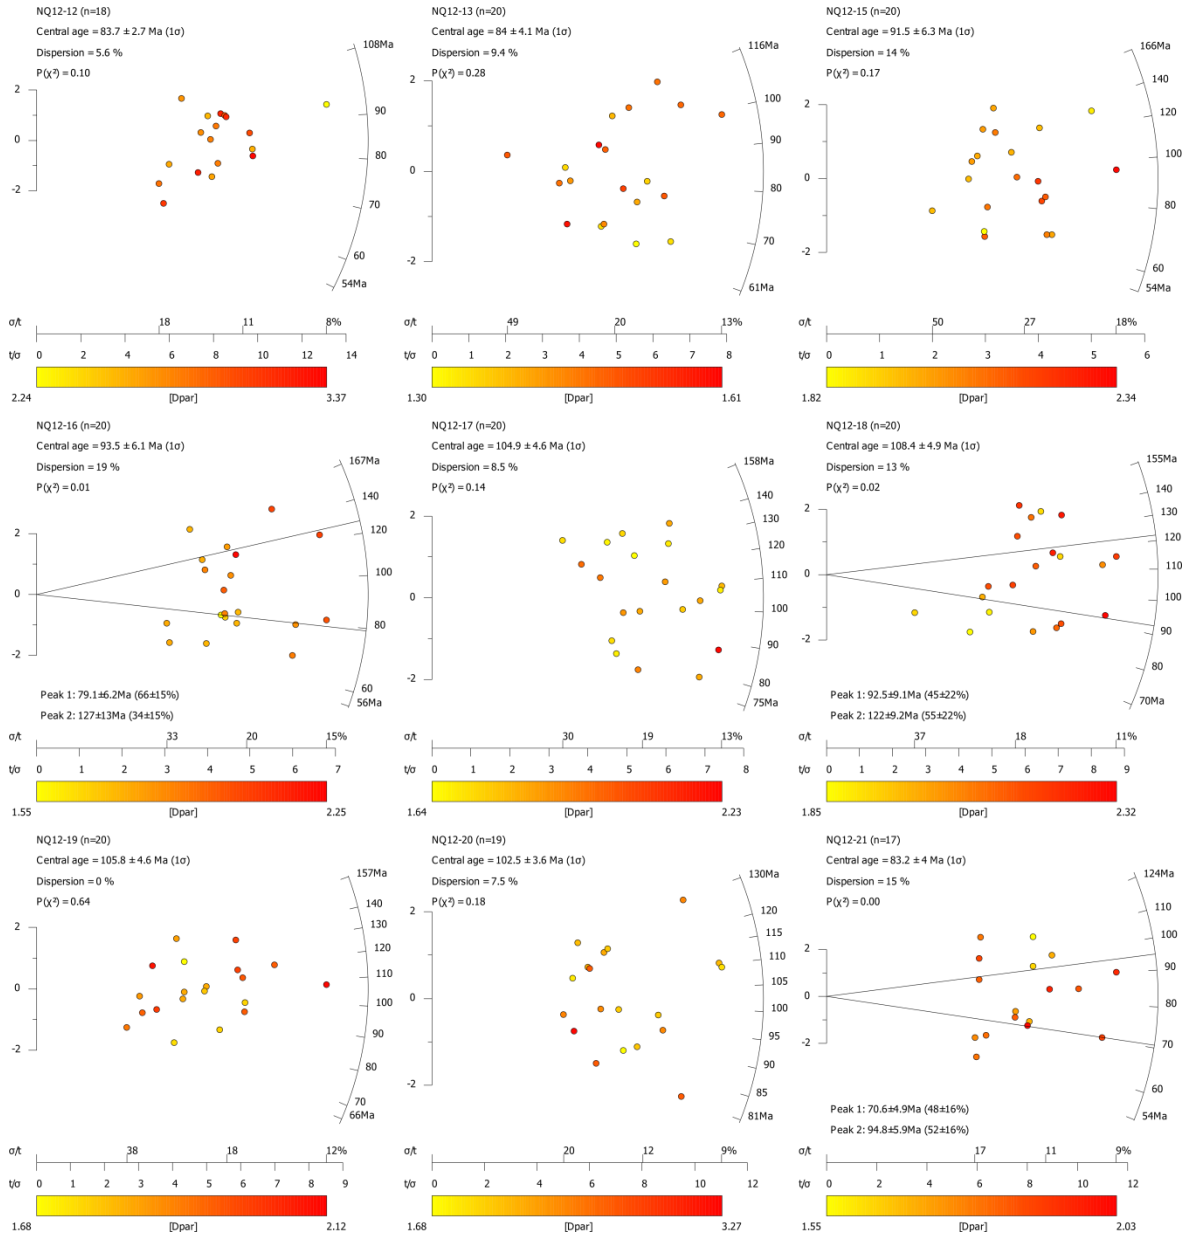 NQ12-12 (n=18)
Central age = 83.7 ± 2.7 Ma (1σ)
Dispersion = 5.6 %
P(χ²) = 0.10
108Ma
90
80
70
60
54Ma
2
0
-2
σ/t
18
11
8%
t/σ
0 2 4 6 8 10 12 14
2.24 [Dpar] 3.37
NQ12-13 (n=20)
Central age = 84 ± 4.1 Ma (1σ)
Dispersion = 9.4 %
P(χ²) = 0.28
116Ma
100
90
80
70
61Ma
2
0
-2
σ/t
49
20
13%
t/σ
0 1 2 3 4 5 6 7 8
1.30 [Dpar] 1.61
NQ12-15 (n=20)
Central age = 91.5 ± 6.3 Ma (1σ)
Dispersion = 14 %
P(χ²) = 0.17
166Ma
140
120
100
80
60
54Ma
2
0
-2
σ/t
50
27
18%
t/σ
0 1 2 3 4 5 6
1.82 [Dpar] 2.34
NQ12-16 (n=20)
Central age = 93.5 ± 6.1 Ma (1σ)
Dispersion = 19 %
P(χ²) = 0.01
167Ma
140
120
100
80
60
56Ma
2
0
-2
Peak 1: 79.1±6.2Ma (66±15%)
Peak 2: 127±13Ma (34±15%)
σ/t
33
20
15%
t/σ
0 1 2 3 4 5 6 7
1.55 [Dpar] 2.25
NQ12-17 (n=20)
Central age = 104.9 ± 4.6 Ma (1σ)
Dispersion = 8.5 %
P(χ²) = 0.14
158Ma
140
130
120
110
100
90
80
75Ma
2
0
-2
σ/t
30
19
13%
t/σ
0 1 2 3 4 5 6 7 8
1.64 [Dpar] 2.23
NQ12-18 (n=20)
Central age = 108.4 ± 4.9 Ma (1σ)
Dispersion = 13 %
P(χ²) = 0.02
155Ma
140
130
120
110
100
90
80
70Ma
2
0
-2
Peak 1: 92.5±9.1Ma (45±22%)
Peak 2: 122±9.2Ma (55±22%)
σ/t
37
18
11%
t/σ
0 1 2 3 4 5 6 7 8 9
1.85 [Dpar] 2.32
NQ12-19 (n=20)
Central age = 105.8 ± 4.6 Ma (1σ)
Dispersion = 0 %
P(χ²) = 0.64
157Ma
140
130
120
110
100
90
80
70
66Ma
2
0
-2
σ/t
38
18
12%
t/σ
0 1 2 3 4 5 6 7 8 9
1.68 [Dpar] 2.12
NQ12-20 (n=19)
Central age = 102.5 ± 3.6 Ma (1σ)
Dispersion = 7.5 %
P(χ²) = 0.18
130Ma
120
115
110
105
100
95
90
85
81Ma
2
0
-2
σ/t
20
12
9%
t/σ
0 2 4 6 8 10 12
1.68 [Dpar] 3.27
NQ12-21 (n=17)
Central age = 83.2 ± 4 Ma (1σ)
Dispersion = 15 %
P(χ²) = 0.00
124Ma
110
100
90
80
70
60
54Ma
2
0
-2
Peak 1: 70.6±4.9Ma (48±16%)
Peak 2: 94.8±5.9Ma (52±16%)
σ/t
17
11
9%
t/σ
0 2 4 6 8 10 12
1.55 [Dpar] 2.03